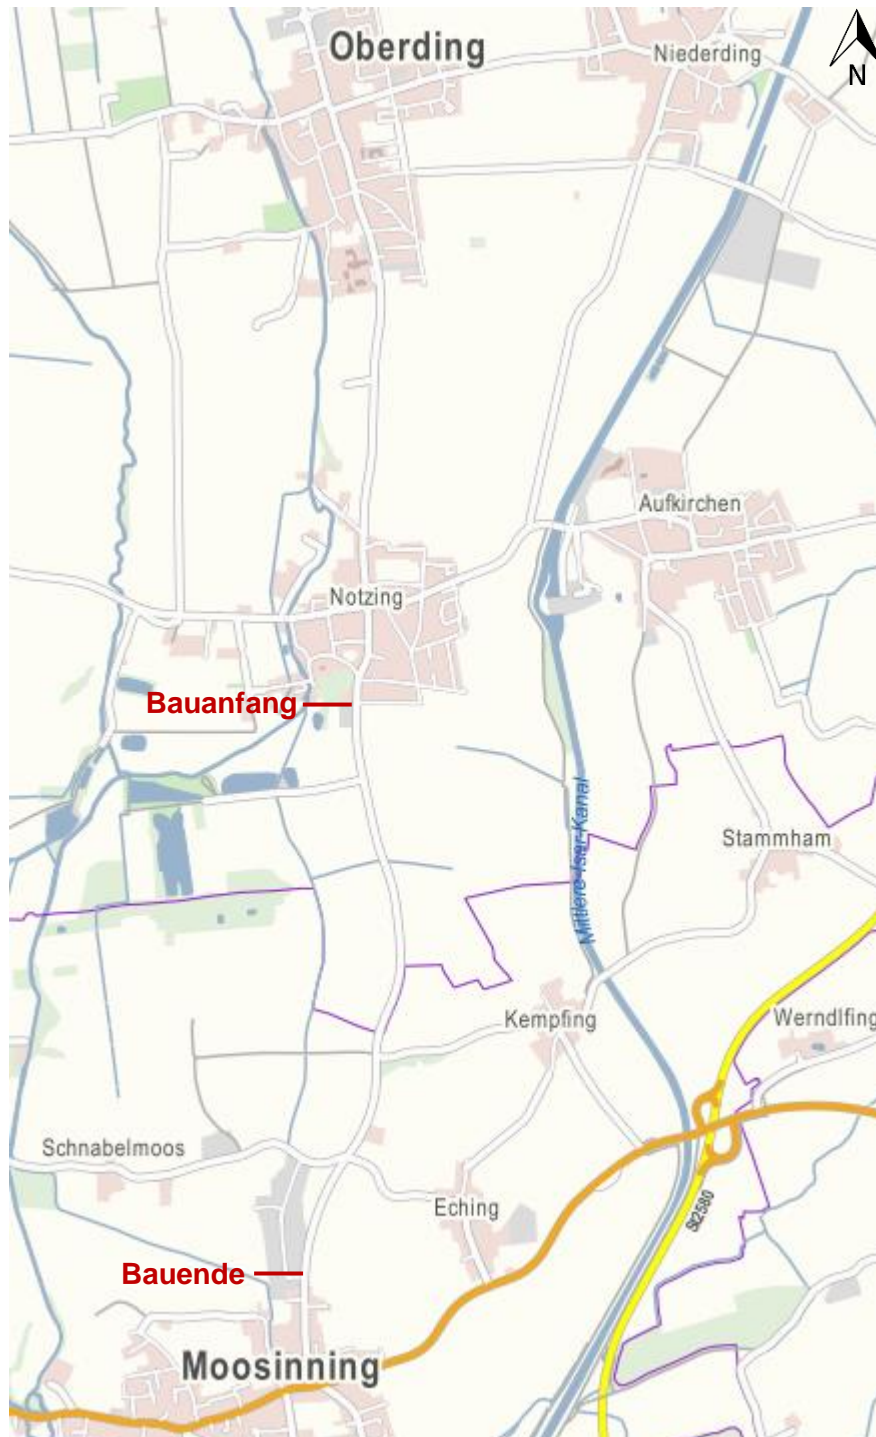 Oberding
Niederding
N
Aufkirchen
Notzing
Bauanfang
Mittlere-Isar-Kanal
Stammham
Kempfing
Werndlfing
Schnabelmoos
Eching
St2580
Bauende
Moosinning